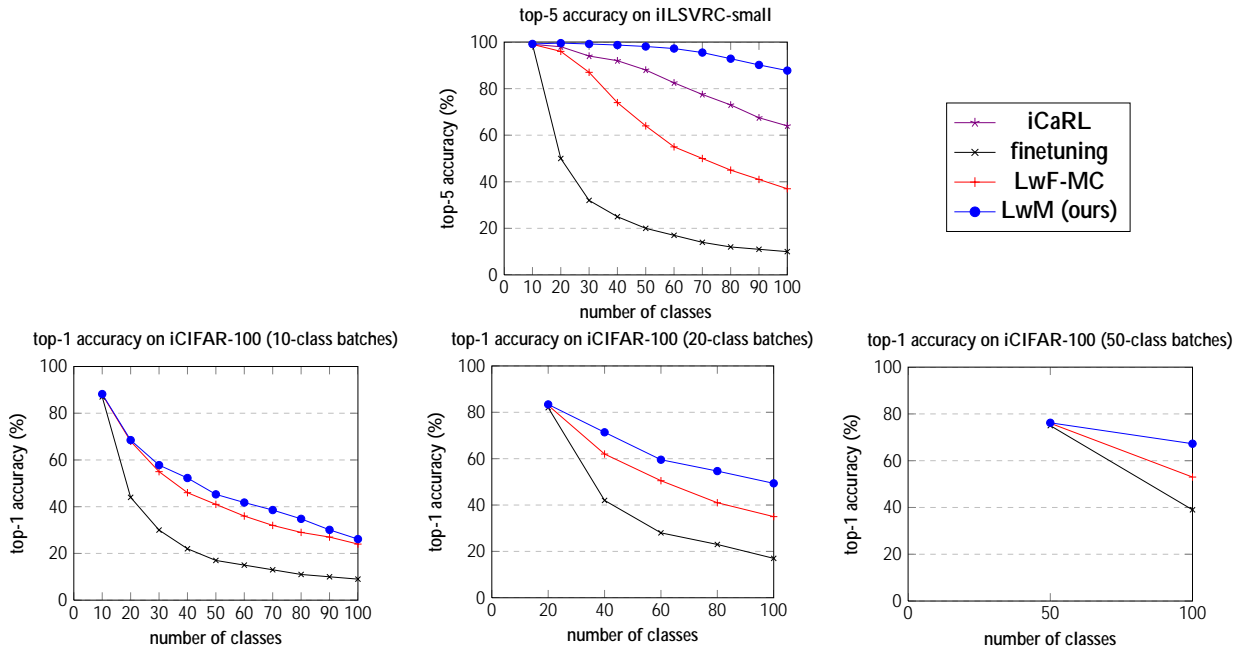 top-5 accuracy on iILSVRC-small
top-5 accuracy (%)
100
80
60
40
20
0
0 10 20 30 40 50 60 70 80 90 100
number of classes
iCaRL
finetuning
LwF-MC
LwM (ours)
top-1 accuracy on iCIFAR-100 (10-class batches)
top-1 accuracy (%)
100
80
60
40
20
0
0 10 20 30 40 50 60 70 80 90 100
number of classes
top-1 accuracy on iCIFAR-100 (20-class batches)
top-1 accuracy (%)
100
80
60
40
20
0
0 20 40 60 80 100
number of classes
top-1 accuracy on iCIFAR-100 (50-class batches)
top-1 accuracy (%)
100
80
60
40
20
0
0 50 100
number of classes